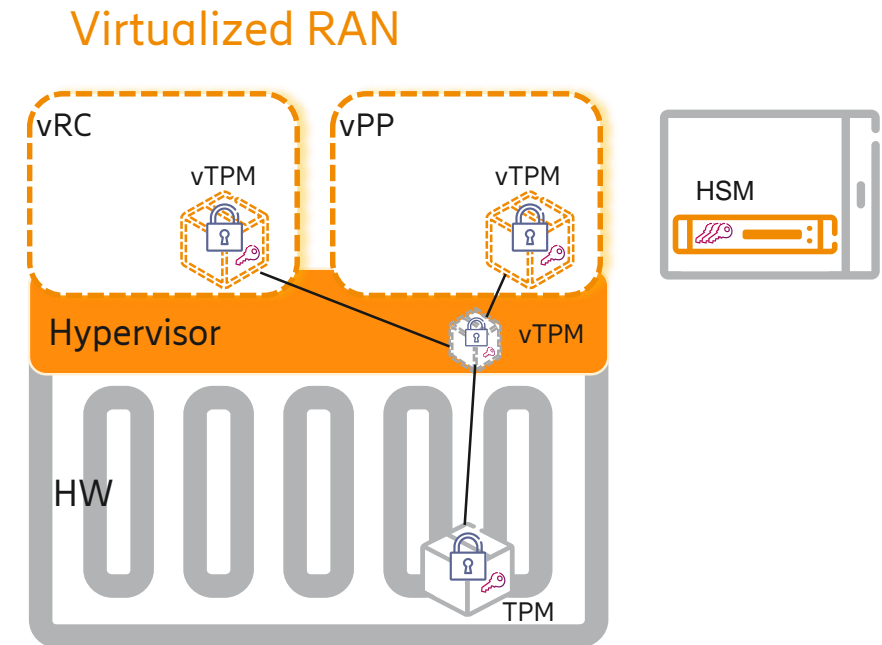 Virtualized RAN
vRC
vPP
vTPM
vTPM
HSM
Hypervisor
vTPM
HW
TPM